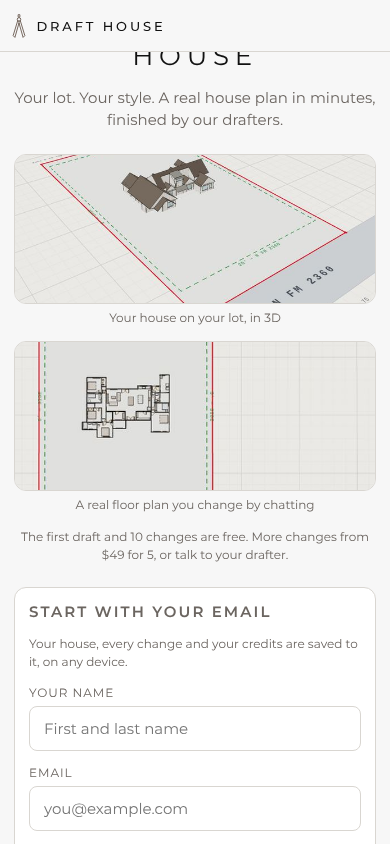 DRAFT HOUSE
HOUSE
Your lot. Your style. A real house plan in minutes,
finished by our drafters.
N FM 2360
Your house on your lot, in 3D
A real floor plan you change by chatting
The first draft and 10 changes are free. More changes from
$49 for 5, or talk to your drafter.
START WITH YOUR EMAIL
Your house, every change and your credits are saved to
it, on any device.
YOUR NAME
First and last name
EMAIL
you@example.com